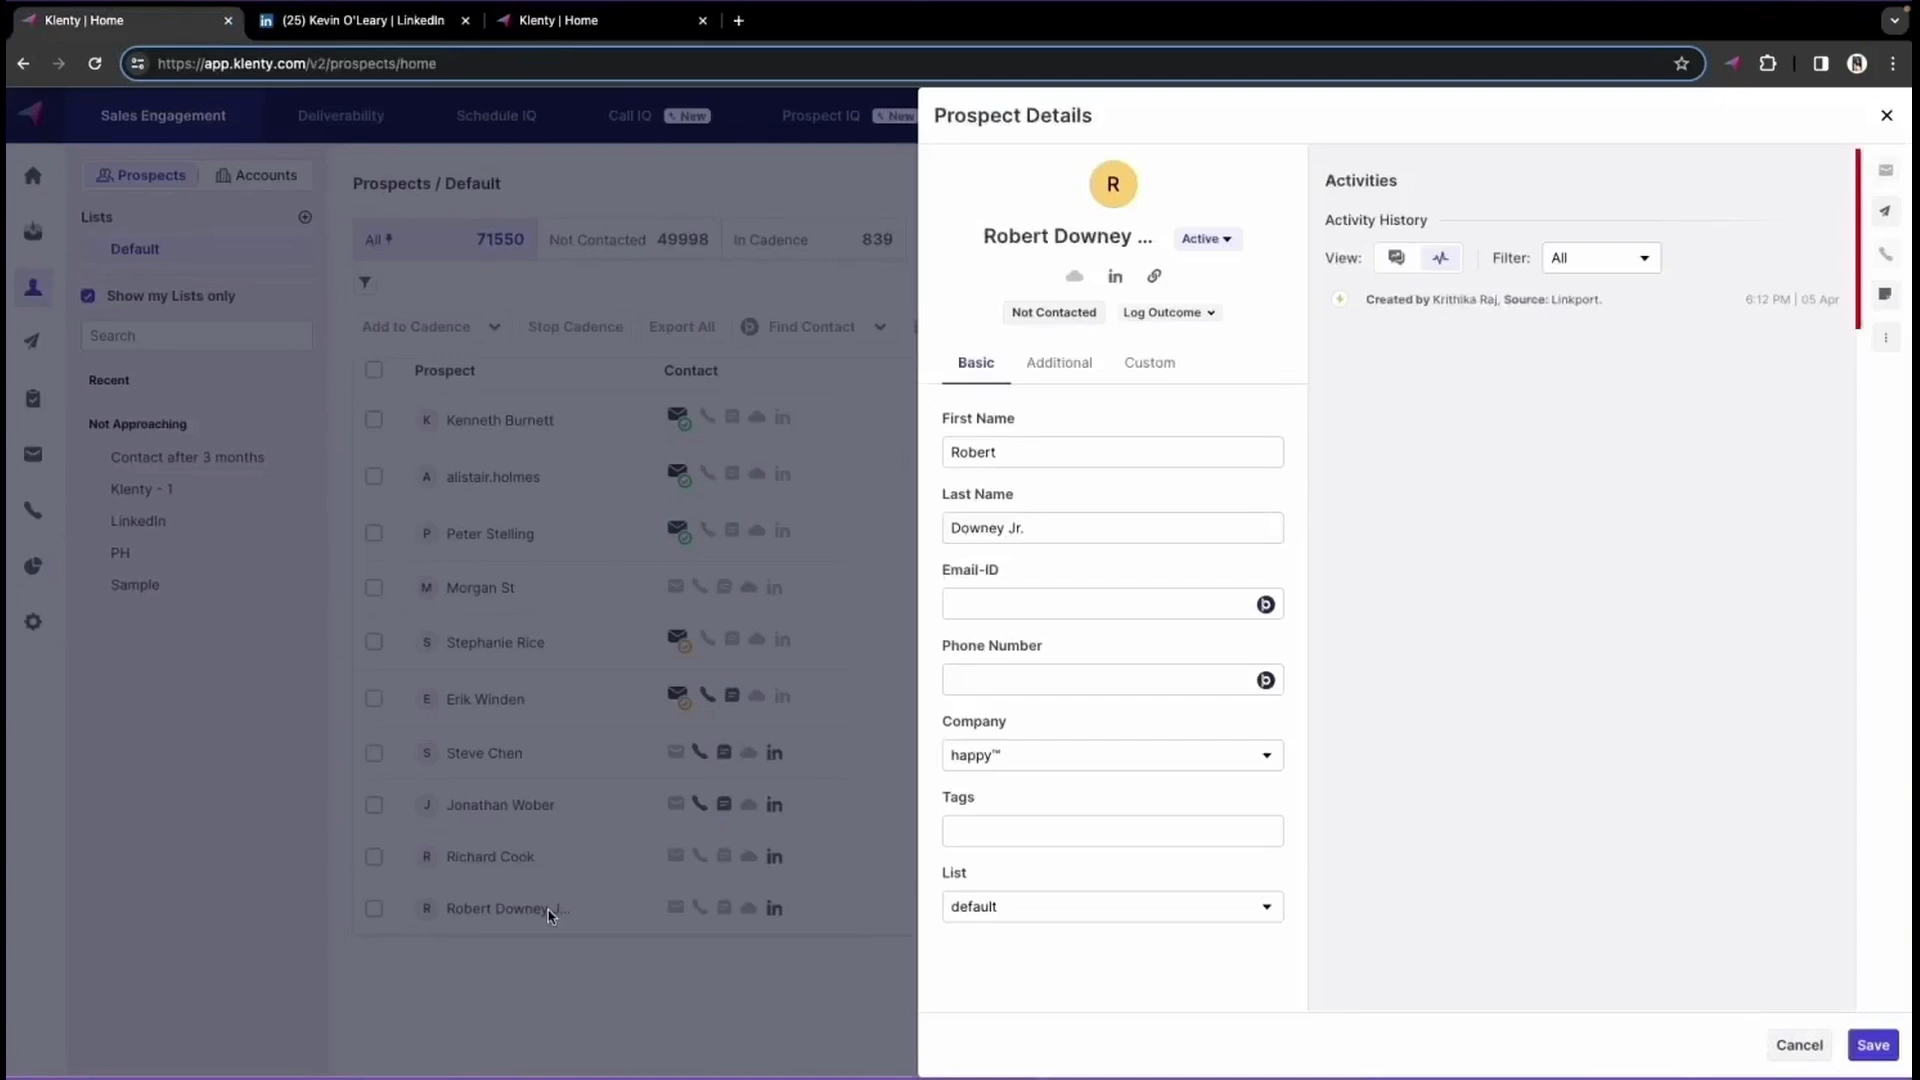 Klenty | Home
(25) Kevin O'Leary | LinkedIn
Klenty | Home
https://app.klenty.com/v2/prospects/home
Sales Engagement
Deliverability
Schedule IQ
Call IQ
New
Prospect IQ
New
Prospects
Accounts
Lists
Default
Show my Lists only
Search
Recent
Not Approaching
Contact after 3 months
Klenty - 1
LinkedIn
PH
Sample
Prospects / Default
All 71550
Not Contacted 49998
In Cadence 839
Add to Cadence
Stop Cadence
Export All
Find Contact
Prospect Contact
K Kenneth Burnett
A alistair.holmes
P Peter Stelling
M Morgan St
S Stephanie Rice
E Erik Winden
S Steve Chen
J Jonathan Wober
R Richard Cook
R Robert Downey J...
Prospect Details
R
Robert Downey ...
Active
Not Contacted
Log Outcome
Basic
Additional
Custom
First Name
Robert
Last Name
Downey Jr.
Email-ID
Phone Number
Company
happy™
Tags
List
default
Activities
Activity History
View:
Filter:
All
Created by Krithika Raj, Source: Linkport.
6:12 PM | 05 Apr
Cancel
Save